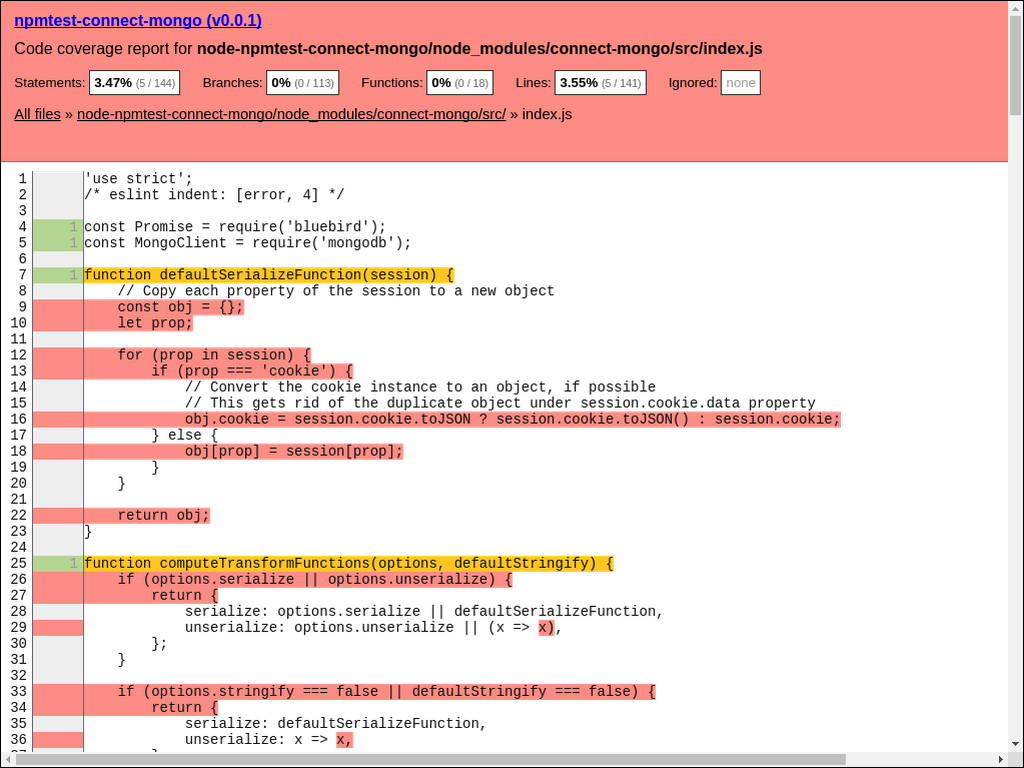 npmtest-connect-mongo (v0.0.1)
Code coverage report for node-npmtest-connect-mongo/node_modules/connect-mongo/src/index.js
Statements: 3.47% (5 / 144) Branches: 0% (0 / 113) Functions: 0% (0 / 18) Lines: 3.55% (5 / 141) Ignored: none
All files » node-npmtest-connect-mongo/node_modules/connect-mongo/src/ » index.js
1 'use strict';
2 /* eslint indent: [error, 4] */
3
4 1 const Promise = require('bluebird');
5 1 const MongoClient = require('mongodb');
6
7 1 function defaultSerializeFunction(session) {
8 // Copy each property of the session to a new object
9 const obj = {};
10 let prop;
11
12 for (prop in session) {
13 if (prop === 'cookie') {
14 // Convert the cookie instance to an object, if possible
15 // This gets rid of the duplicate object under session.cookie.data property
16 obj.cookie = session.cookie.toJSON ? session.cookie.toJSON() : session.cookie;
17 } else {
18 obj[prop] = session[prop];
19 }
20 }
21
22 return obj;
23 }
24
25 1 function computeTransformFunctions(options, defaultStringify) {
26 if (options.serialize || options.unserialize) {
27 return {
28 serialize: options.serialize || defaultSerializeFunction,
29 unserialize: options.unserialize || (x => x),
30 };
31 }
32
33 if (options.stringify === false || defaultStringify === false) {
34 return {
35 serialize: defaultSerializeFunction,
36 unserialize: x => x,